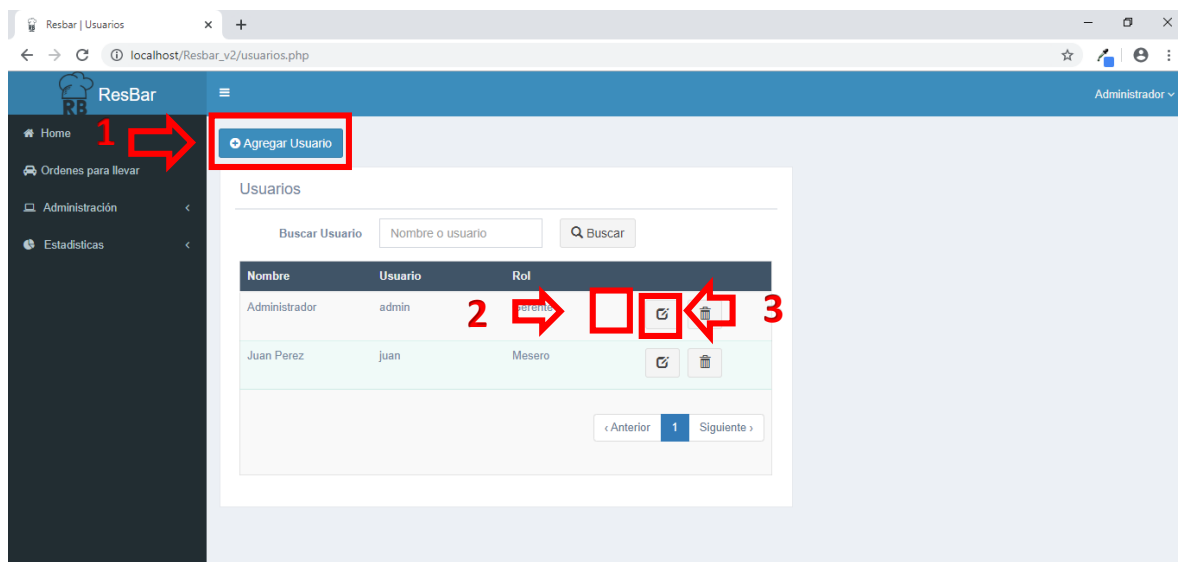 Resbar | Usuarios
localhost/Resbar_v2/usuarios.php
RB ResBar
Administrador
Home
1
Agregar Usuario
Ordenes para llevar
Administración
Estadisticas
Usuarios
Buscar Usuario Nombre o usuario Buscar
Nombre Usuario Rol
Administrador admin Gerente
2 3
Juan Perez juan Mesero
‹ Anterior 1 Siguiente ›